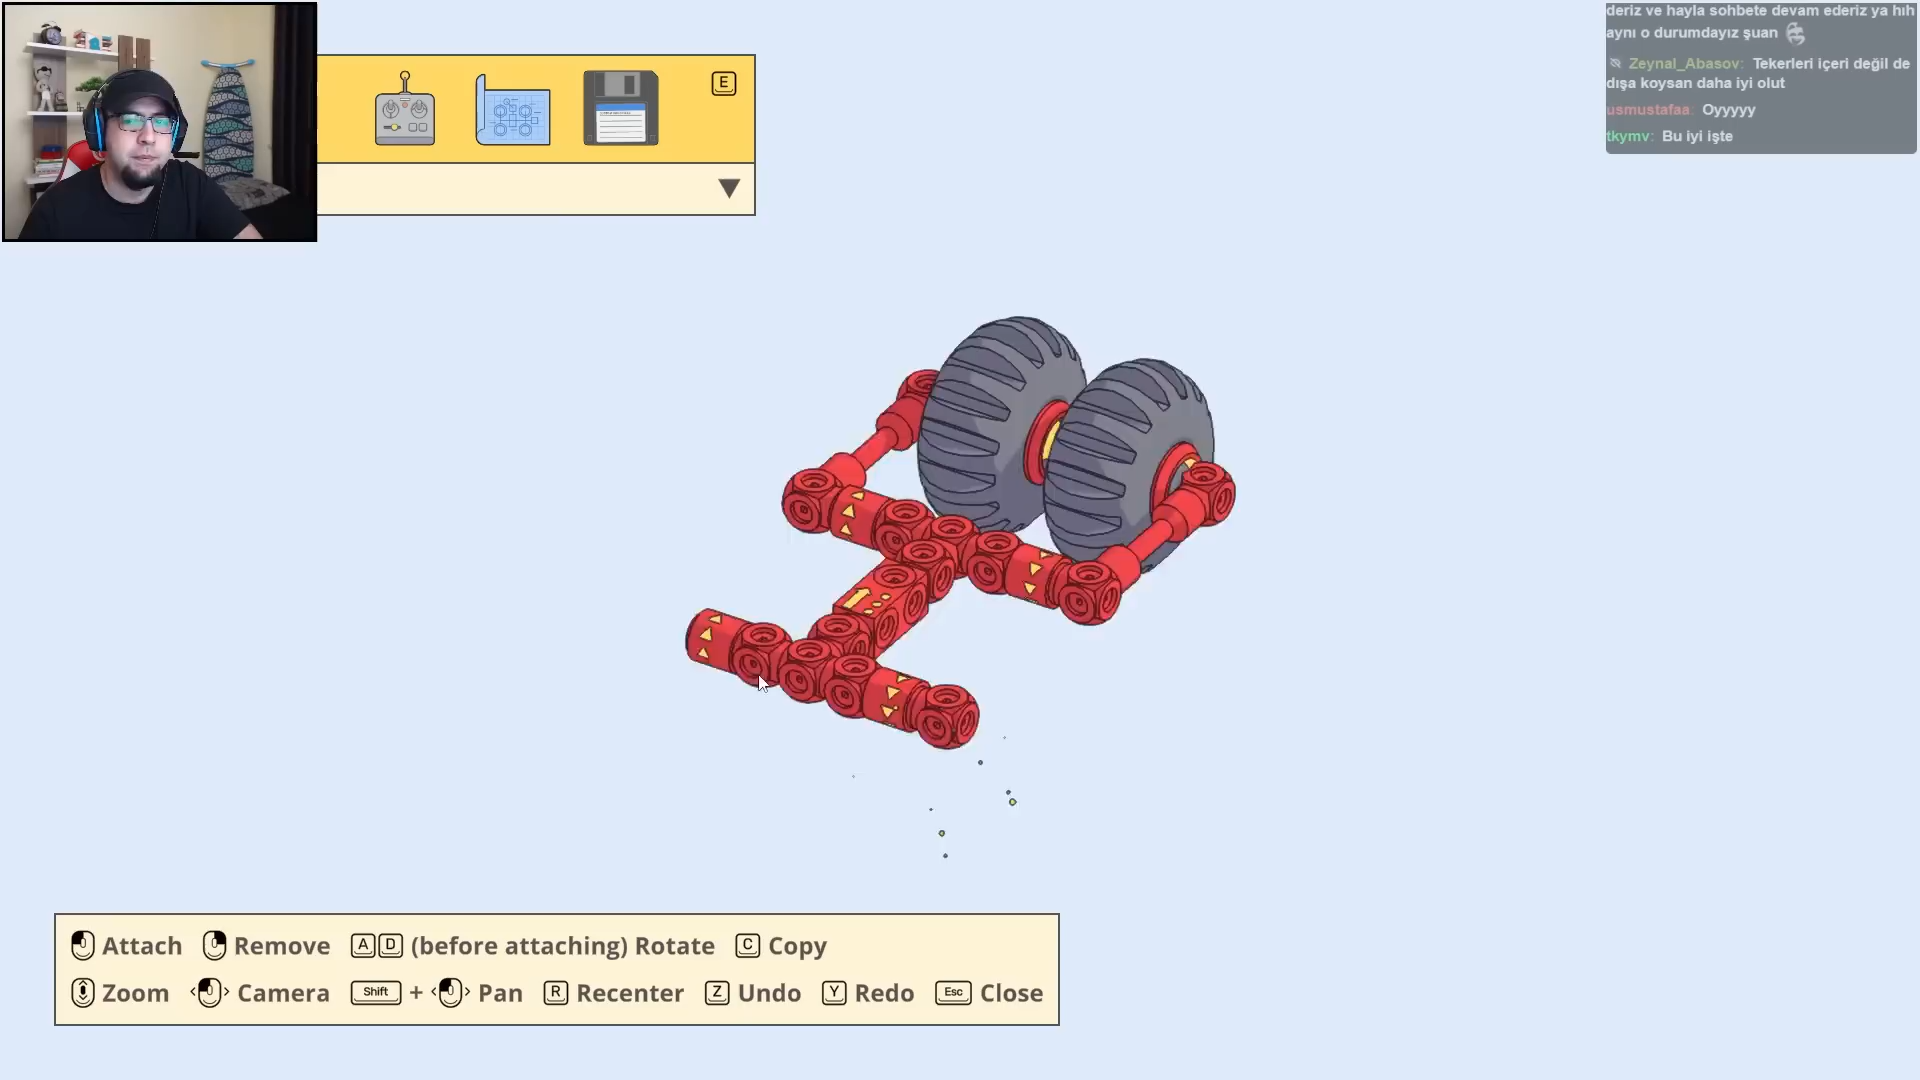 deriz ve hayla sohbete devam ederiz ya hıh
aynı o durumdayız şuan
Zeynal_Abasov: Tekerleri içeri değil de
dışa koysan daha iyi olut
usmustafaa: Oyyyyy
tkymv: Bu iyi işte
E
Attach Remove A D (before attaching) Rotate C Copy
Zoom Camera Shift + Pan R Recenter Z Undo Y Redo Esc Close